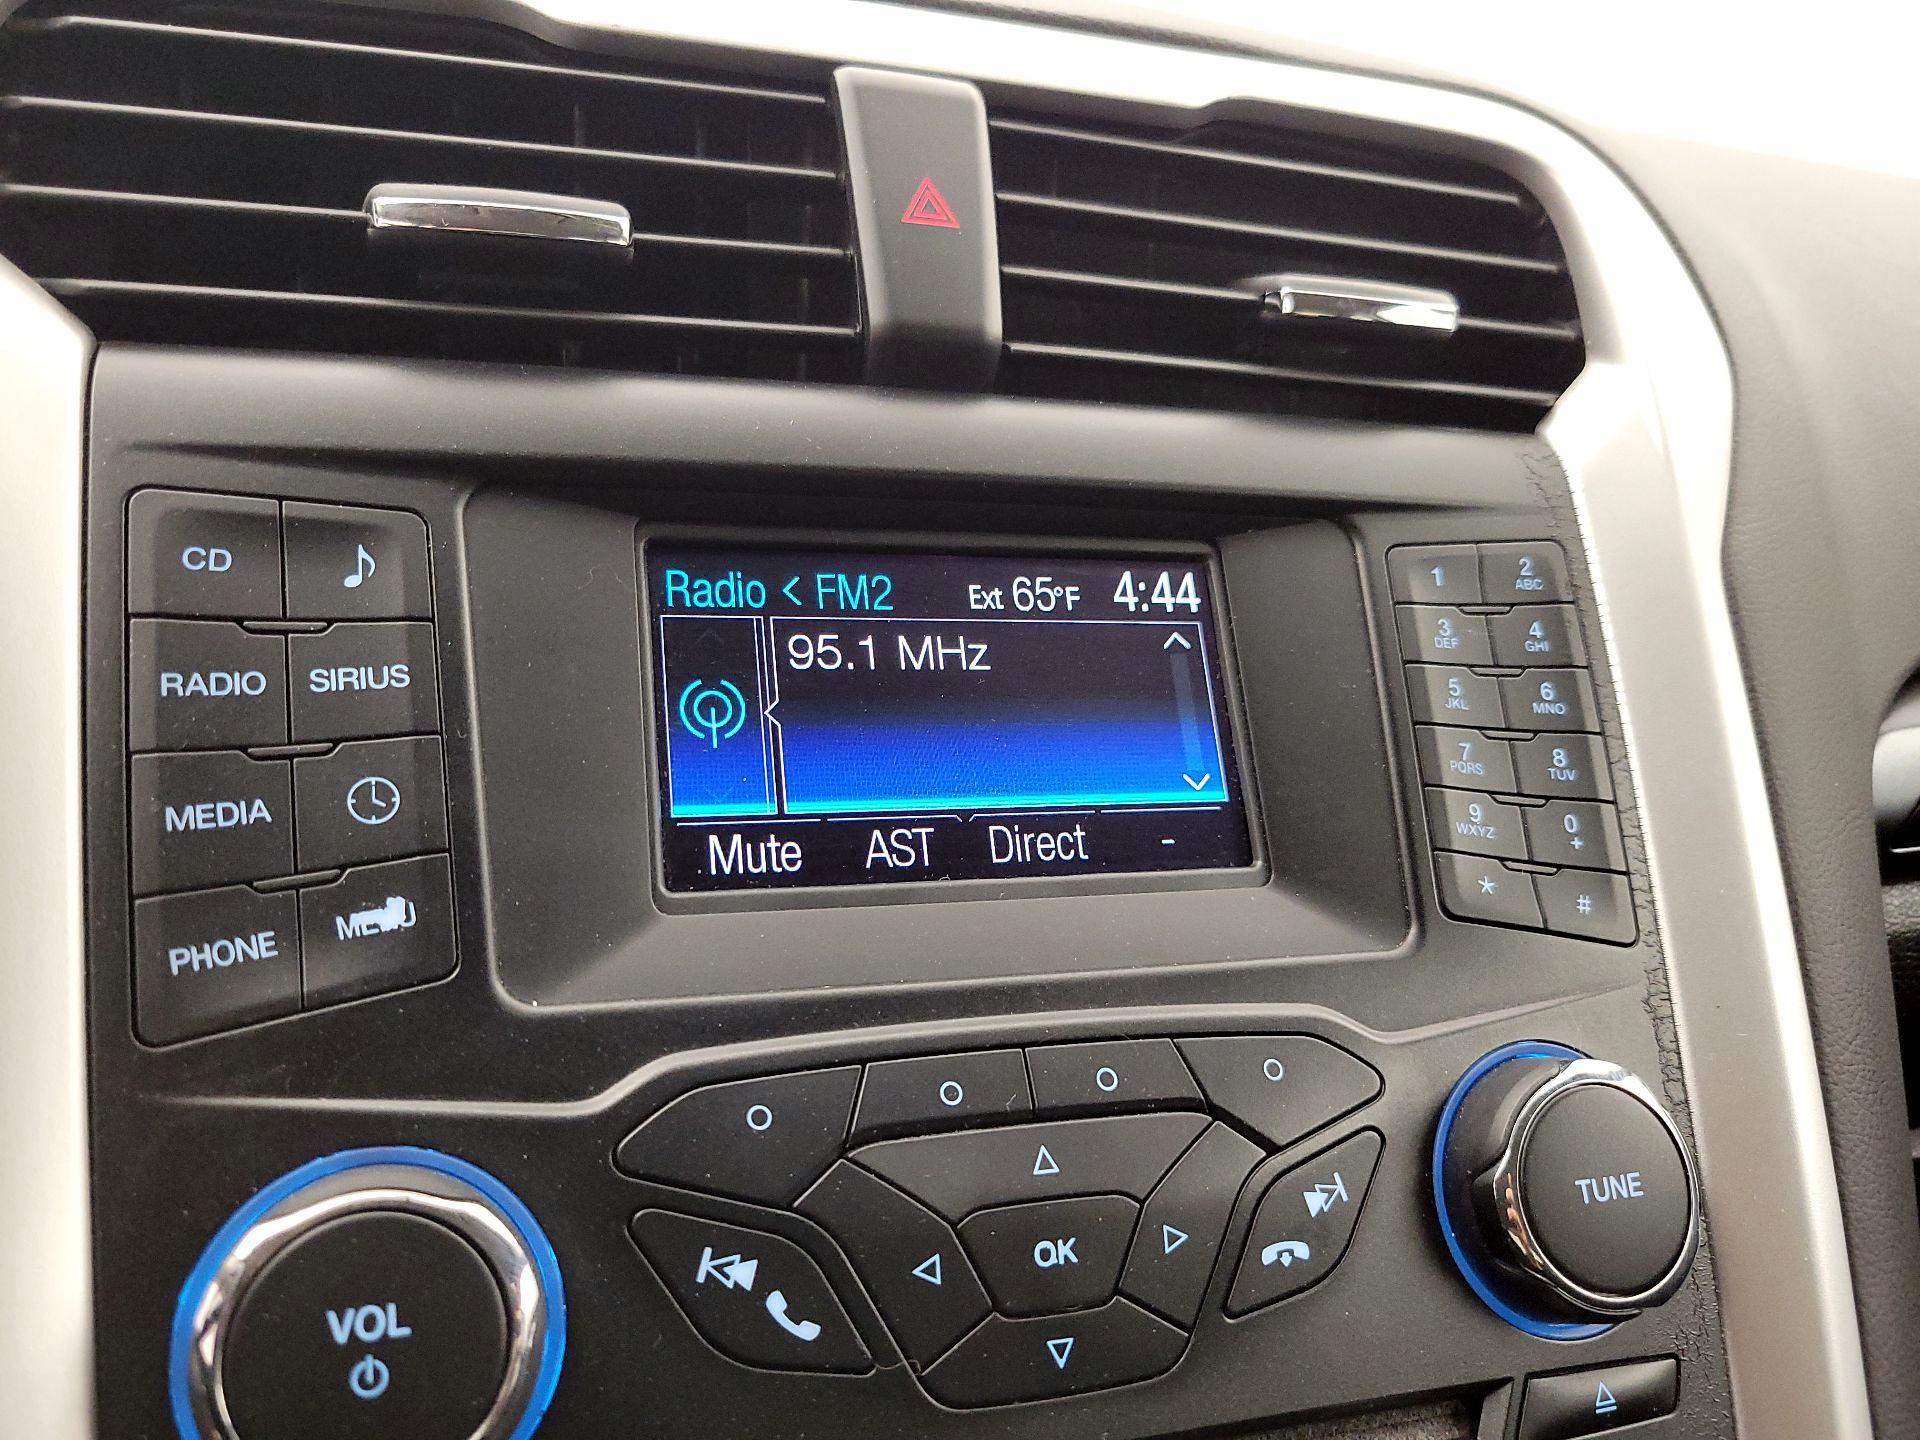 CD
RADIO SIRIUS
MEDIA
PHONE MENU
Radio < FM2 Ext 65°F 4:44
95.1 MHz
Mute AST Direct -
1 2 ABC
3 DEF 4 GHI
5 JKL 6 MNO
7 PQRS 8 TUV
9 WXYZ 0 +
* #
OK
VOL
TUNE